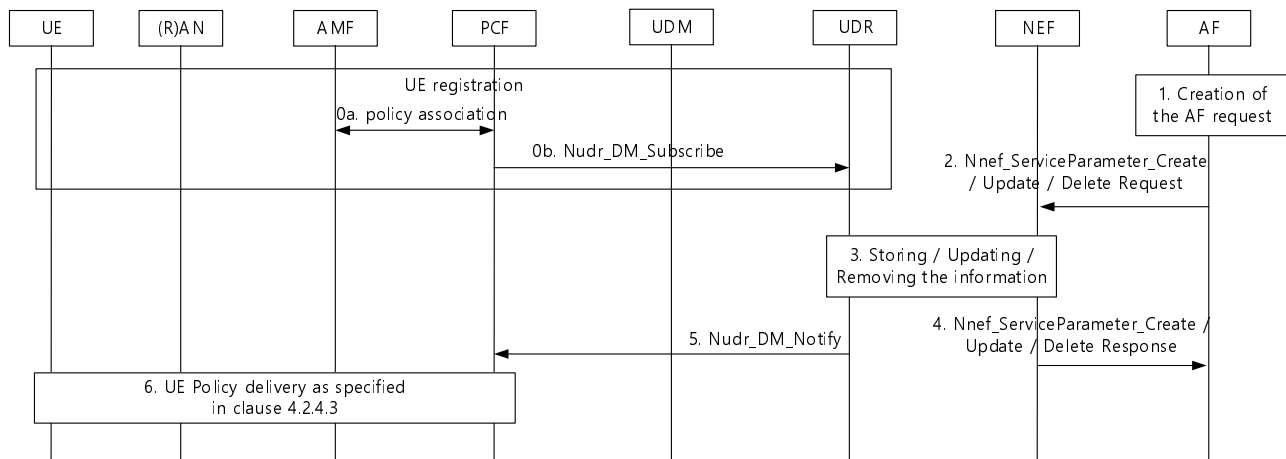 UE
(R)AN
AMF
PCF
UDM
UDR
NEF
AF
UE registration
0a. policy association
0b. Nudr_DM_Subscribe
1. Creation of
the AF request
2. Nnef_ServiceParameter_Create
/ Update / Delete Request
3. Storing / Updating /
Removing the information
4. Nnef_ServiceParameter_Create /
Update / Delete Response
5. Nudr_DM_Notify
6. UE Policy delivery as specified
in clause 4.2.4.3